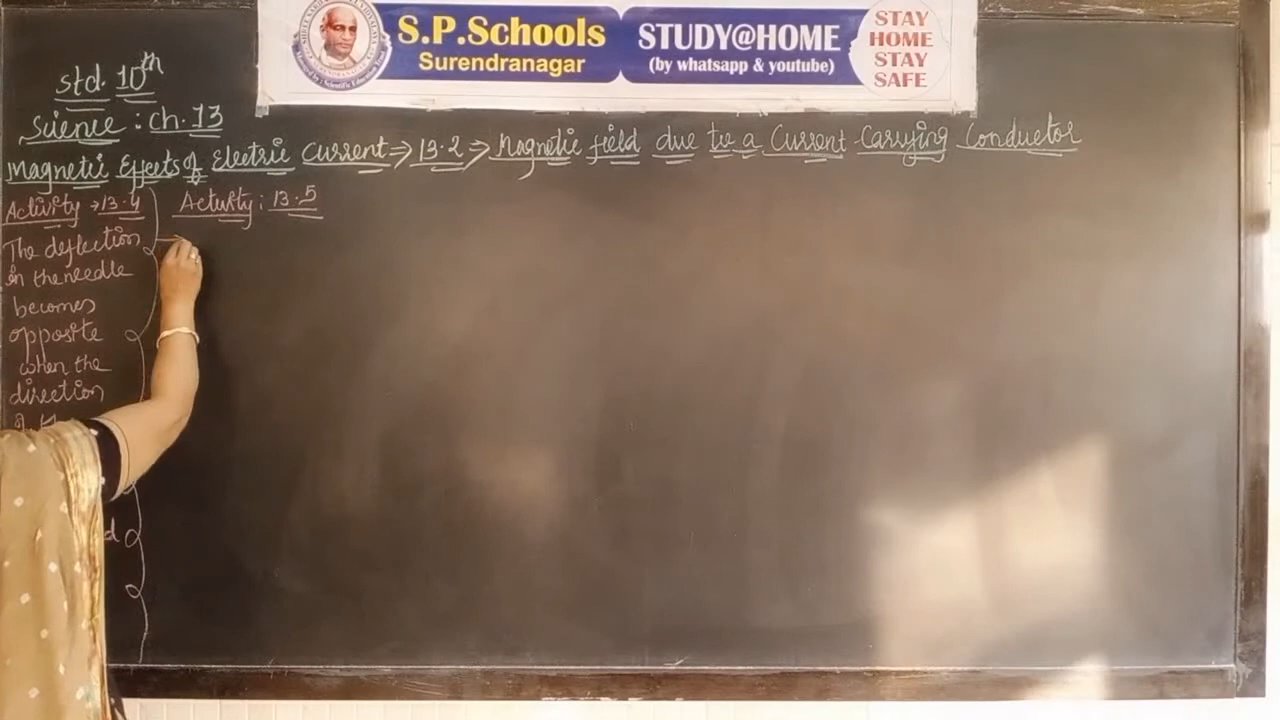 S.P.Schools
Surendranagar
STUDY@HOME
(by whatsapp & youtube)
STAY
HOME
STAY
SAFE
std. 10th
Science : ch. 13
Magnetic Effects of Electric Current => 13.2 => Magnetic field due to a Current-Carrying Conductor
Activity → 13.4
The deflection
in the needle
becomes
opposite
when the
direction
d
Activity : 13.5